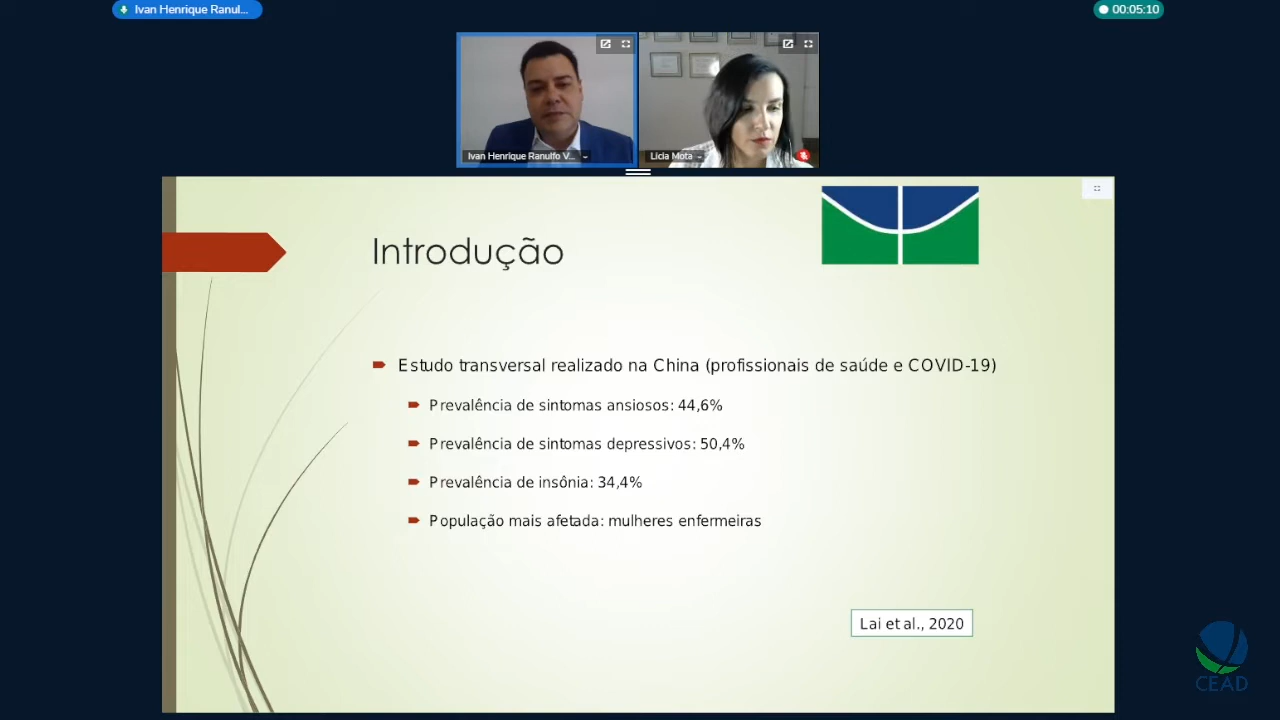 Ivan Henrique Ranul...
00:05:10
Ivan Henrique Ranulfo V...
Licia Mota
Introdução
Estudo transversal realizado na China (profissionais de saúde e COVID-19)
Prevalência de sintomas ansiosos: 44,6%
Prevalência de sintomas depressivos: 50,4%
Prevalência de insônia: 34,4%
População mais afetada: mulheres enfermeiras
Lai et al., 2020
CEAD